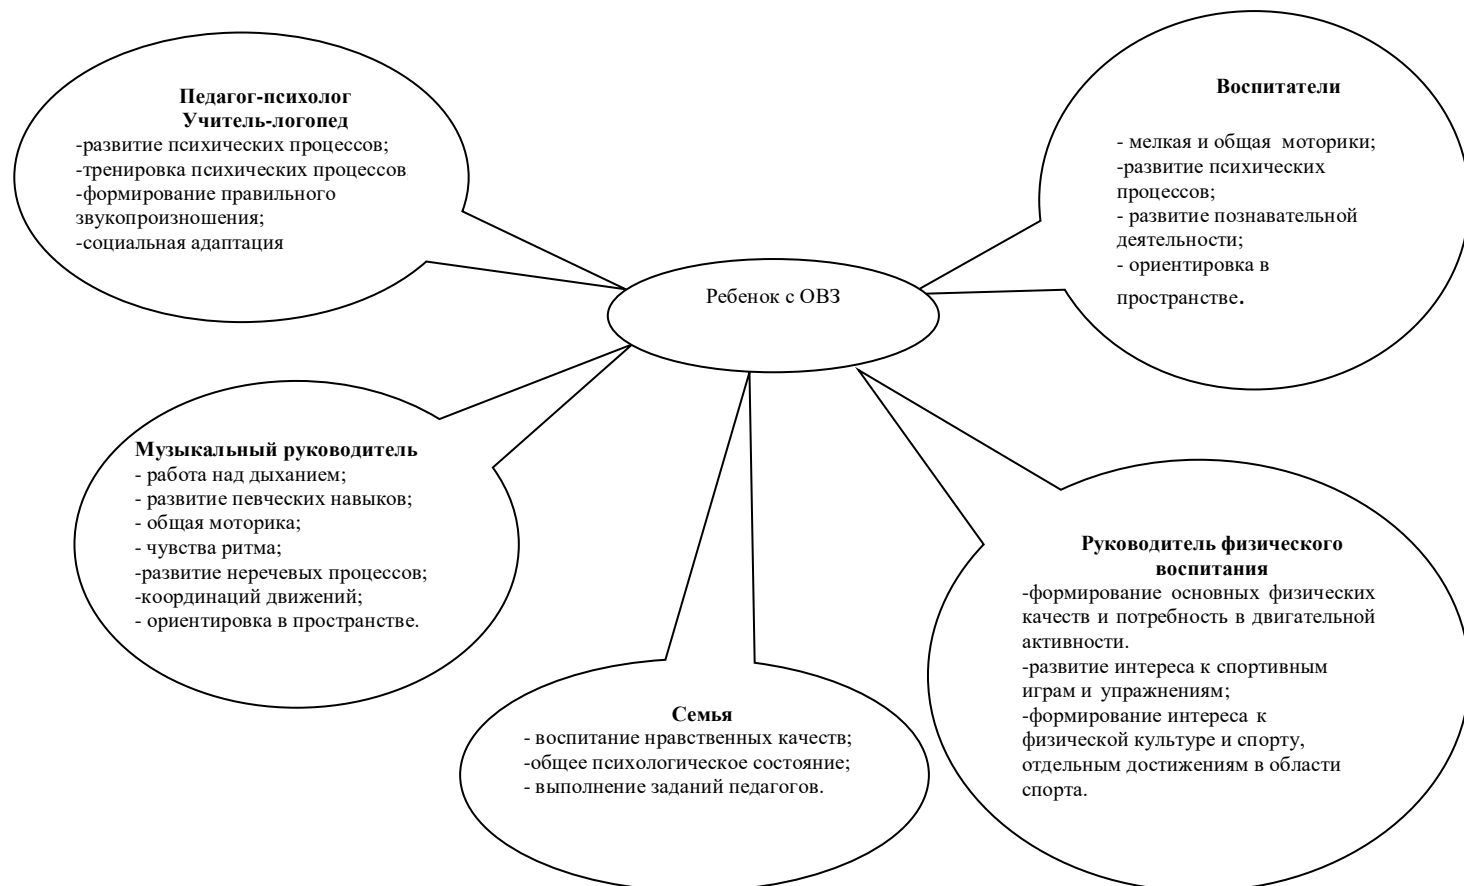 Педагог-психолог
Учитель-логопед
-развитие психических процессов;
-тренировка психических процессов
-формирование правильного
звукопроизношения;
-социальная адаптация
Воспитатели
- мелкая и общая моторики;
-развитие психических
процессов;
- развитие познавательной
деятельности;
- ориентировка в
пространстве.
Ребенок с ОВЗ
Музыкальный руководитель
- работа над дыханием;
- развитие певческих навыков;
- общая моторика;
- чувства ритма;
-развитие неречевых процессов;
-координаций движений;
- ориентировка в пространстве.
Семья
- воспитание нравственных качеств;
-общее психологическое состояние;
- выполнение заданий педагогов.
Руководитель физического
воспитания
-формирование основных физических
качеств и потребность в двигательной
активности.
-развитие интереса к спортивным
играм и упражнениям;
-формирование интереса к
физической культуре и спорту,
отдельным достижениям в области
спорта.